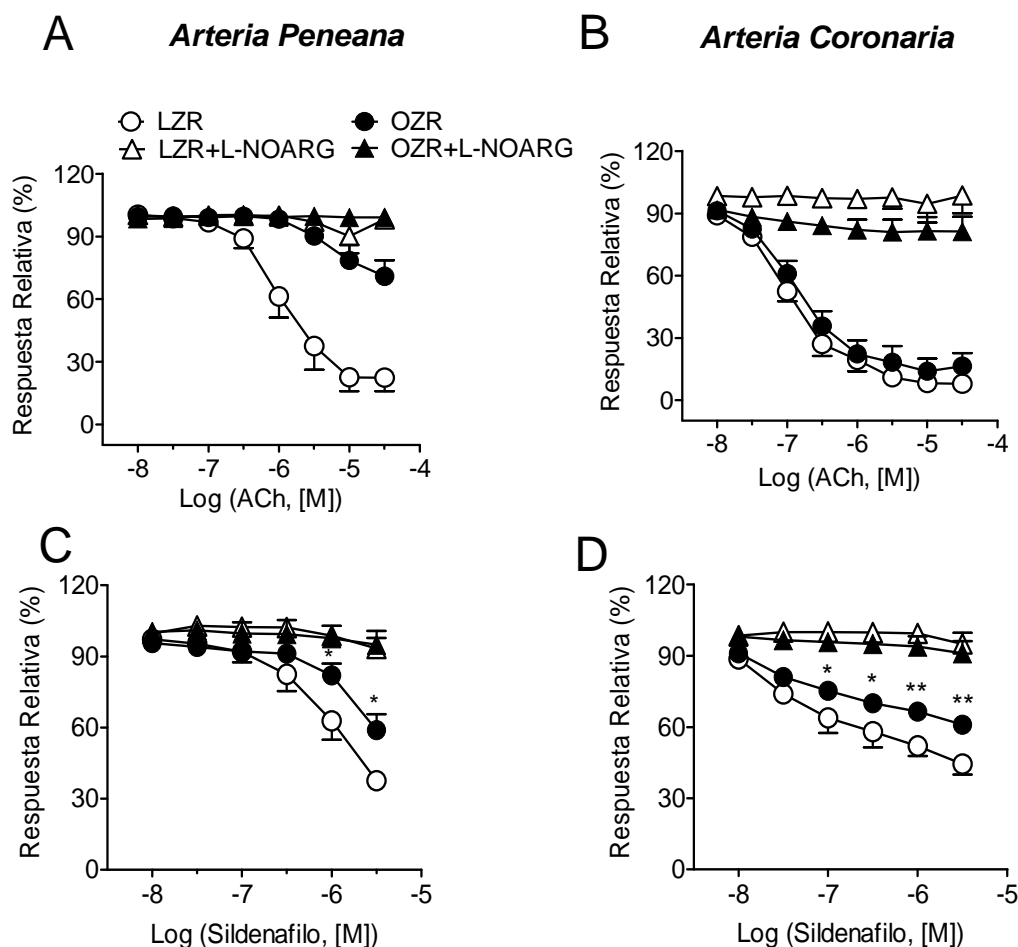 A Arteria Peneana
B Arteria Coronaria
LZR OZR
LZR+L-NOARG OZR+L-NOARG
120
90
60
30
0
Respuesta Relativa (%)
-8 -7 -6 -5 -4
Log (ACh, [M])
120
90
60
30
0
Respuesta Relativa (%)
-8 -7 -6 -5 -4
Log (ACh, [M])
C
120
90
60
30
0
Respuesta Relativa (%)
*
*
-8 -7 -6 -5
Log (Sildenafilo, [M])
D
120
90
60
30
0
Respuesta Relativa (%)
* * ** **
-8 -7 -6 -5
Log (Sildenafilo, [M])